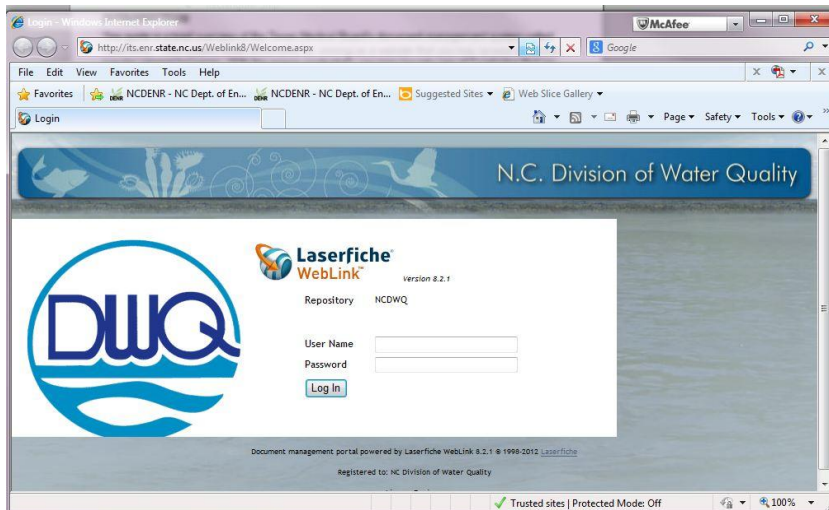 Login - Windows Internet Explorer
McAfee
http://its.enr.state.nc.us/Weblink8/Welcome.aspx
Google
File Edit View Favorites Tools Help
Favorites NCDENR - NC Dept. of En... NCDENR - NC Dept. of En... Suggested Sites Web Slice Gallery
Login
Page Safety Tools
N.C. Division of Water Quality
DWQ
Laserfiche
WebLink™
Version 8.2.1
Repository NCDWQ
User Name
Password
Log In
Document management portal powered by Laserfiche WebLink 8.2.1 © 1998-2012 Laserfiche
Registered to: NC Division of Water Quality
Trusted sites | Protected Mode: Off
100%